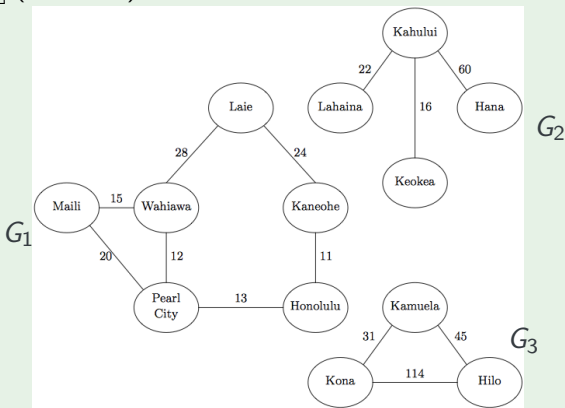 Kahului
22
60
Laie
Lahaina
16
Hana
G2
28
24
Keokea
15
Maili
Wahiawa
Kaneohe
G1
20
12
11
Pearl
City
13
Honolulu
Kamuela
31
45
G3
114
Kona
Hilo